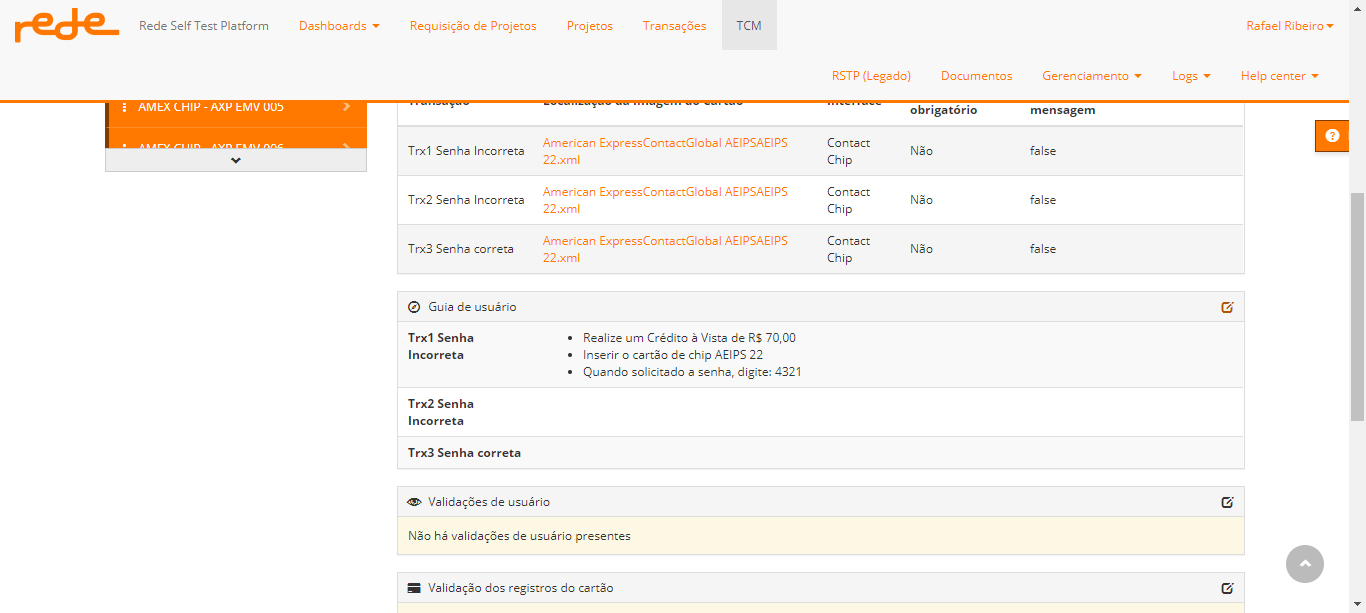 rede
Rede Self Test Platform
Dashboards
Requisição de Projetos
Projetos
Transações
TCM
Rafael Ribeiro
RSTP (Legado)
Documentos
Gerenciamento
Logs
Help center
AMEX CHIP - AXP EMV 005
AMEX CHIP - AXP EMV 006
Transação
Localização da imagem do cartão
Interface
obrigatório
mensagem
Trx1 Senha Incorreta
American ExpressContactGlobal AEIPSAEIPS
22.xml
Contact
Chip
Não
false
Trx2 Senha Incorreta
American ExpressContactGlobal AEIPSAEIPS
22.xml
Contact
Chip
Não
false
Trx3 Senha correta
American ExpressContactGlobal AEIPSAEIPS
22.xml
Contact
Chip
Não
false
Guia de usuário
Trx1 Senha
Incorreta
• Realize um Crédito à Vista de R$ 70,00
• Inserir o cartão de chip AEIPS 22
• Quando solicitado a senha, digite: 4321
Trx2 Senha
Incorreta
Trx3 Senha correta
Validações de usuário
Não há validações de usuário presentes
Validação dos registros do cartão